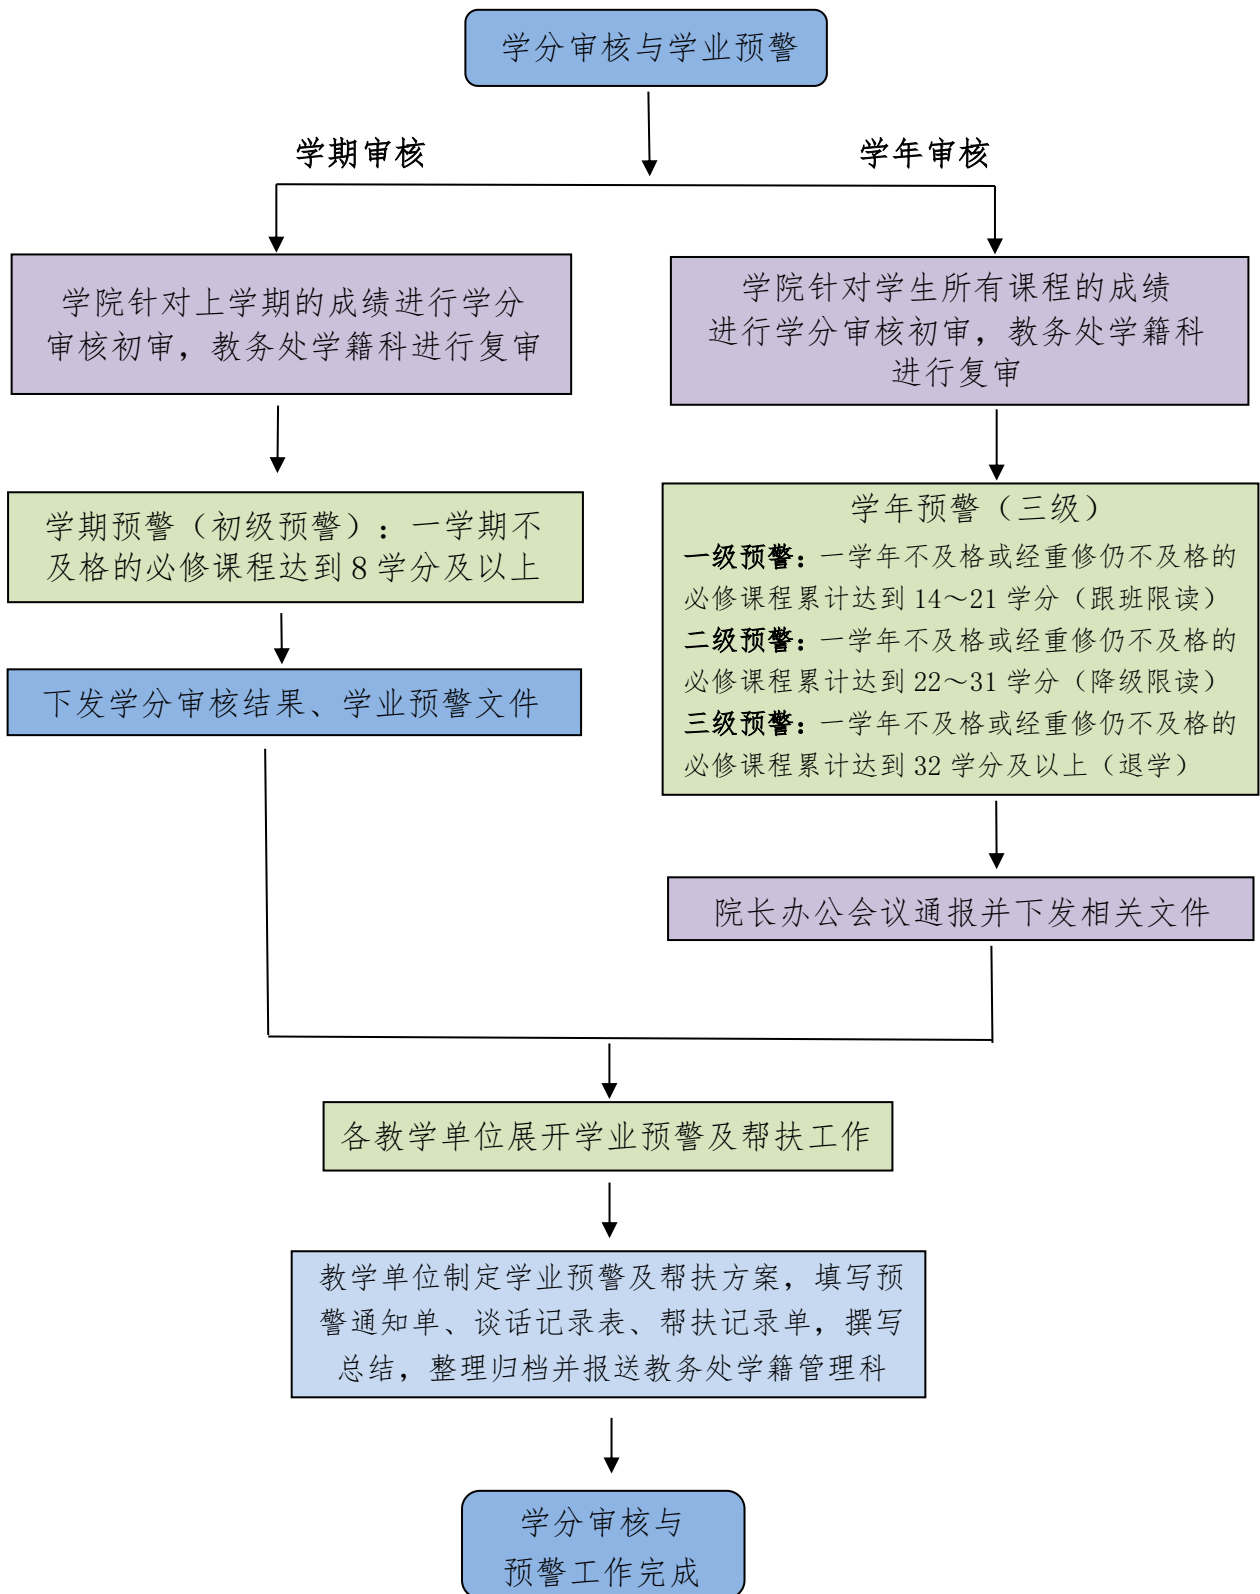 学分审核与学业预警
学期审核
学年审核
学院针对上学期的成绩进行学分
审核初审，教务处学籍科进行复审
学院针对学生所有课程的成绩
进行学分审核初审，教务处学籍科
进行复审
学期预警（初级预警）：一学期不
及格的必修课程达到 8 学分及以上
学年预警（三级）
一级预警：一学年不及格或经重修仍不及格的
必修课程累计达到 14～21 学分（跟班限读）
二级预警：一学年不及格或经重修仍不及格的
必修课程累计达到 22～31 学分（降级限读）
三级预警：一学年不及格或经重修仍不及格的
必修课程累计达到 32 学分及以上（退学）
下发学分审核结果、学业预警文件
院长办公会议通报并下发相关文件
各教学单位展开学业预警及帮扶工作
教学单位制定学业预警及帮扶方案，填写预
警通知单、谈话记录表、帮扶记录单，撰写
总结，整理归档并报送教务处学籍管理科
学分审核与
预警工作完成